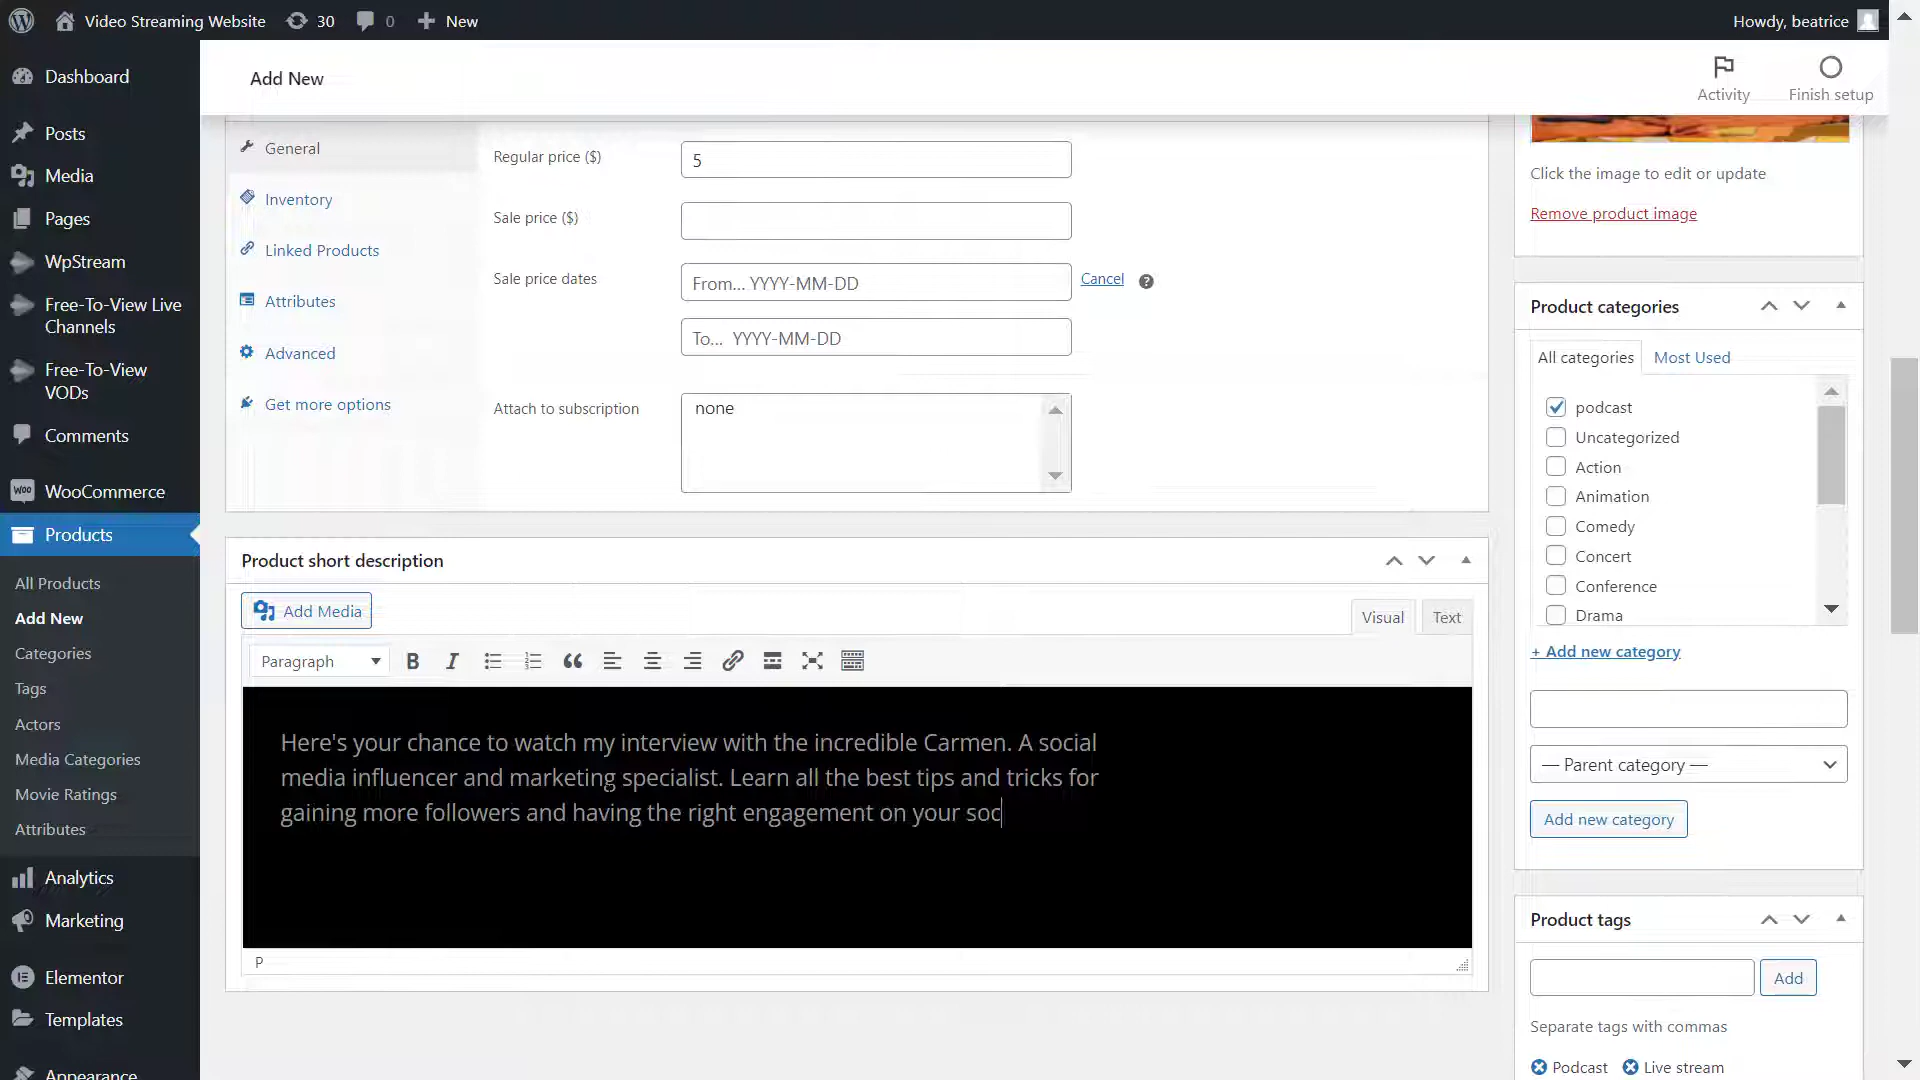 Video Streaming Website
30
0
New
Howdy, beatrice
Dashboard
Posts
Media
Pages
WpStream
Free-To-View Live
Channels
Free-To-View
VODs
Comments
WooCommerce
Products
All Products
Add New
Categories
Tags
Actors
Media Categories
Movie Ratings
Attributes
Analytics
Marketing
Elementor
Templates
Appearance
Add New
Activity
Finish setup
General
Inventory
Linked Products
Attributes
Advanced
Get more options
Regular price ($)
5
Sale price ($)
Sale price dates
From... YYYY-MM-DD
Cancel
To... YYYY-MM-DD
Attach to subscription
none
Product short description
Add Media
Visual
Text
Paragraph
B
I
Here's your chance to watch my interview with the incredible Carmen. A social
media influencer and marketing specialist. Learn all the best tips and tricks for
gaining more followers and having the right engagement on your soc
P
Click the image to edit or update
Remove product image
Product categories
All categories
Most Used
podcast
Uncategorized
Action
Animation
Comedy
Concert
Conference
Drama
+ Add new category
— Parent category —
Add new category
Product tags
Add
Separate tags with commas
Podcast
Live stream